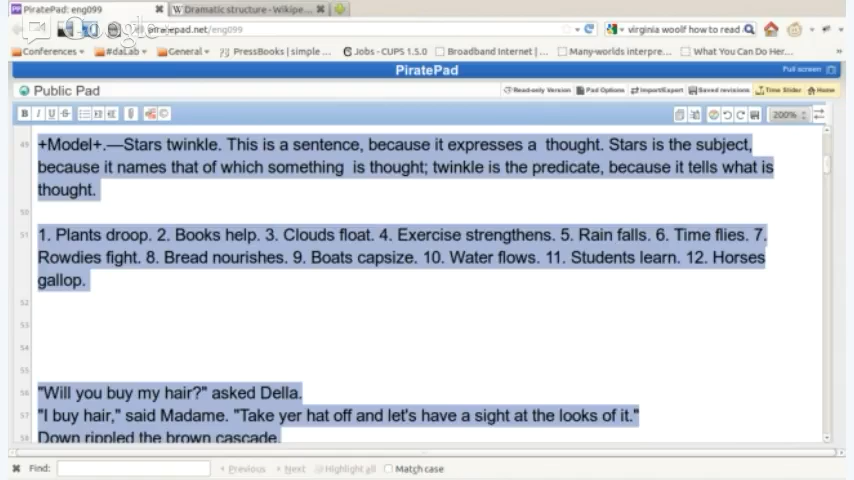 PiratePad: eng099
Dramatic structure - Wikipe...
piratepad.net/eng099
virginia woolf how to read
Conferences
#daLab
General
PressBooks | simple ...
Jobs - CUPS 1.5.0
Broadband Internet | ...
Many-worlds interpre...
What You Can Do Her...
PiratePad
Full screen
Public Pad
Read-only Version
Pad Options
Import/Export
Saved revisions
Time Slider
Home
B I U S
200%
49 +Model+.—Stars twinkle. This is a sentence, because it expresses a thought. Stars is the subject,
because it names that of which something is thought; twinkle is the predicate, because it tells what is
thought.
50
51 1. Plants droop. 2. Books help. 3. Clouds float. 4. Exercise strengthens. 5. Rain falls. 6. Time flies. 7.
Rowdies fight. 8. Bread nourishes. 9. Boats capsize. 10. Water flows. 11. Students learn. 12. Horses
gallop.
52
53
54
55
56 "Will you buy my hair?" asked Della.
57 "I buy hair," said Madame. "Take yer hat off and let's have a sight at the looks of it."
58 Down rippled the brown cascade.
Find:
Previous
Next
Highlight all
Match case